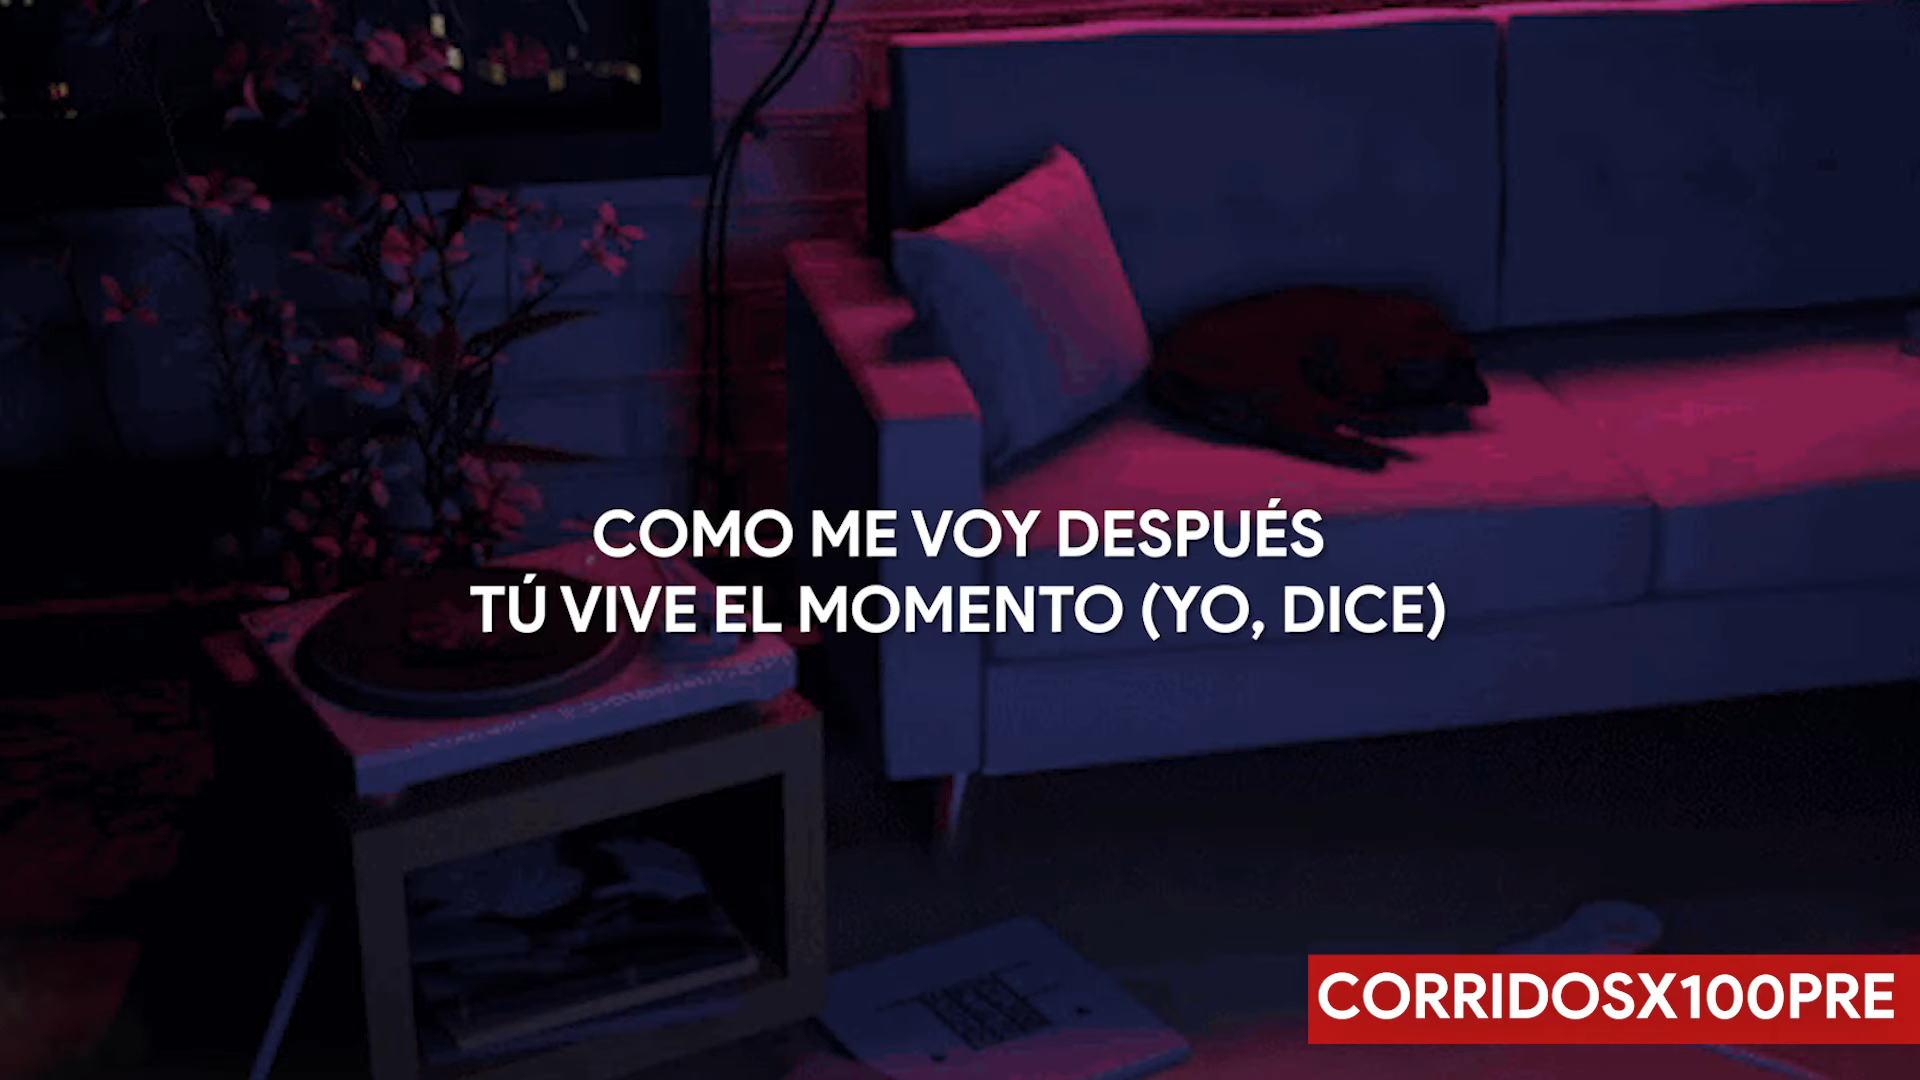 COMO ME VOY DESPUÉS
TÚ VIVE EL MOMENTO (YO, DICE)
CORRIDOSX100PRE